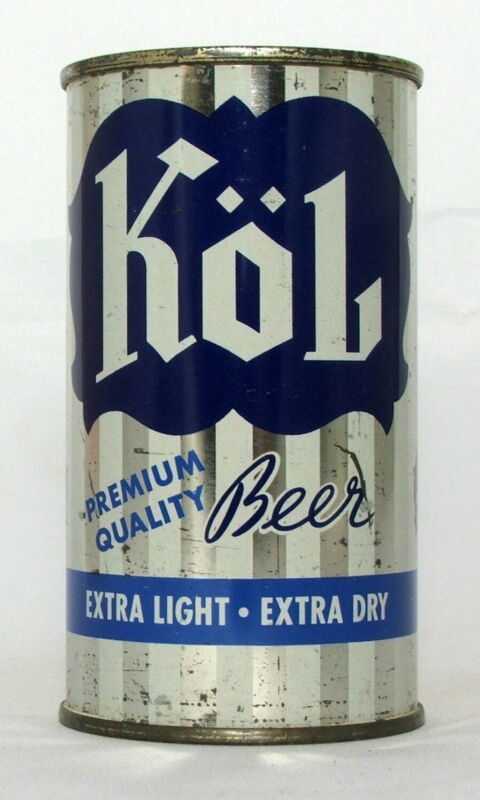 Köl
PREMIUM
QUALITY Beer
EXTRA LIGHT • EXTRA DRY